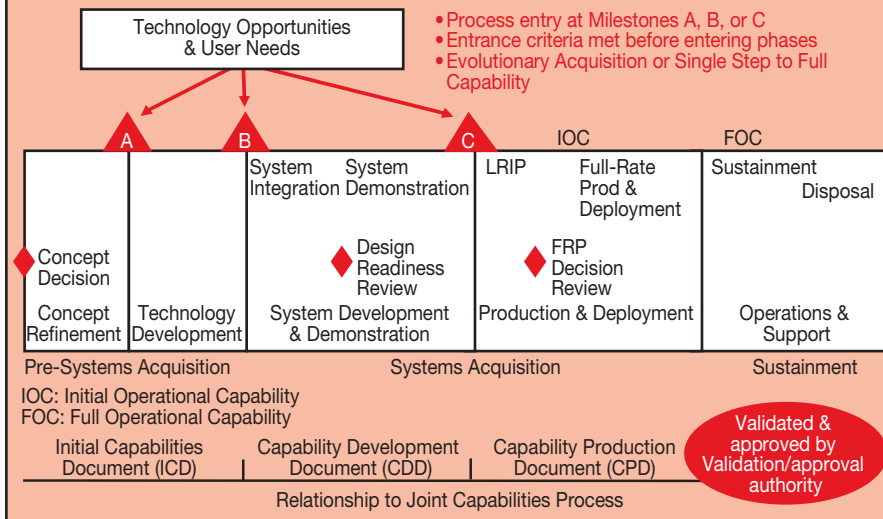 Technology Opportunities
& User Needs
• Process entry at Milestones A, B, or C
• Entrance criteria met before entering phases
• Evolutionary Acquisition or Single Step to Full
Capability
A
B
C
IOC
FOC
System
Integration
System
Demonstration
LRIP
Full-Rate
Prod &
Deployment
Sustainment
Disposal
Concept
Decision
Design
Readiness
Review
FRP
Decision
Review
Concept
Refinement
Technology
Development
System Development
& Demonstration
Production & Deployment
Operations &
Support
Pre-Systems Acquisition
Systems Acquisition
Sustainment
IOC: Initial Operational Capability
FOC: Full Operational Capability
Initial Capabilities
Document (ICD)
Capability Development
Document (CDD)
Capability Production
Document (CPD)
Validated &
approved by
Validation/approval
authority
Relationship to Joint Capabilities Process